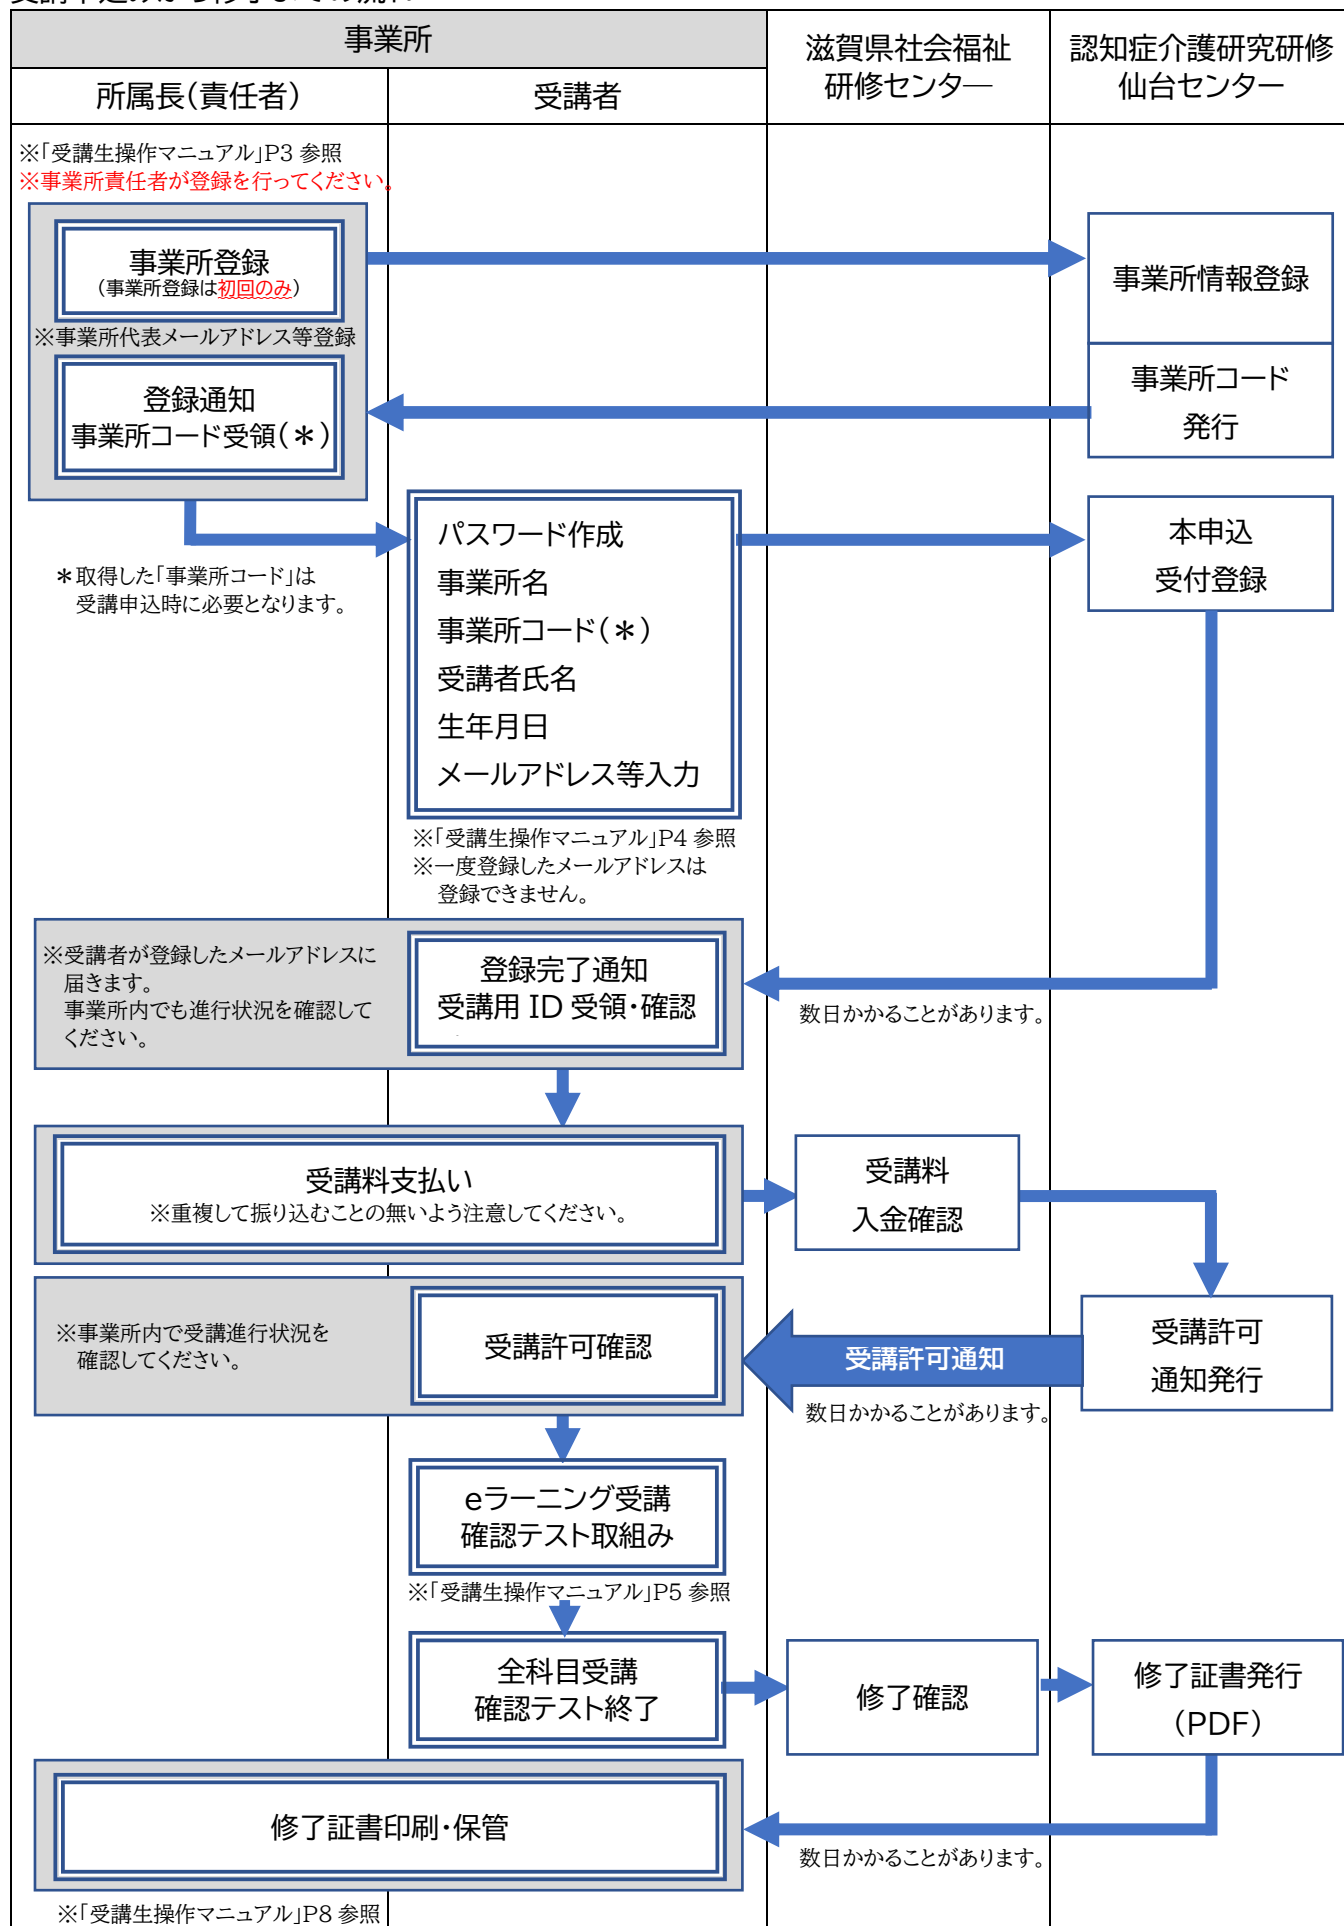 受講申込みから修了までの流れ
事業所
滋賀県社会福祉
研修センター
認知症介護研究研修
仙台センター
所属長(責任者)
受講者
※「受講生操作マニュアル」P3 参照
※事業所責任者が登録を行ってください。
事業所登録
(事業所登録は初回のみ)
事業所情報登録
※事業所代表メールアドレス等登録
登録通知
事業所コード受領(＊)
事業所コード
発行
パスワード作成
事業所名
事業所コード(＊)
受講者氏名
生年月日
メールアドレス等入力
本申込
受付登録
＊取得した「事業所コード」は
受講申込時に必要となります。
※「受講生操作マニュアル」P4 参照
※一度登録したメールアドレスは
登録できません。
※受講者が登録したメールアドレスに
届きます。
事業所内でも進行状況を確認して
ください。
登録完了通知
受講用 ID 受領・確認
数日かかることがあります。
受講料支払い
※重複して振り込むことの無いよう注意してください。
受講料
入金確認
※事業所内で受講進行状況を
確認してください。
受講許可確認
受講許可通知
受講許可
通知発行
数日かかることがあります。
eラーニング受講
確認テスト取組み
※「受講生操作マニュアル」P5 参照
全科目受講
確認テスト終了
修了確認
修了証書発行
(PDF)
修了証書印刷・保管
数日かかることがあります。
※「受講生操作マニュアル」P8 参照